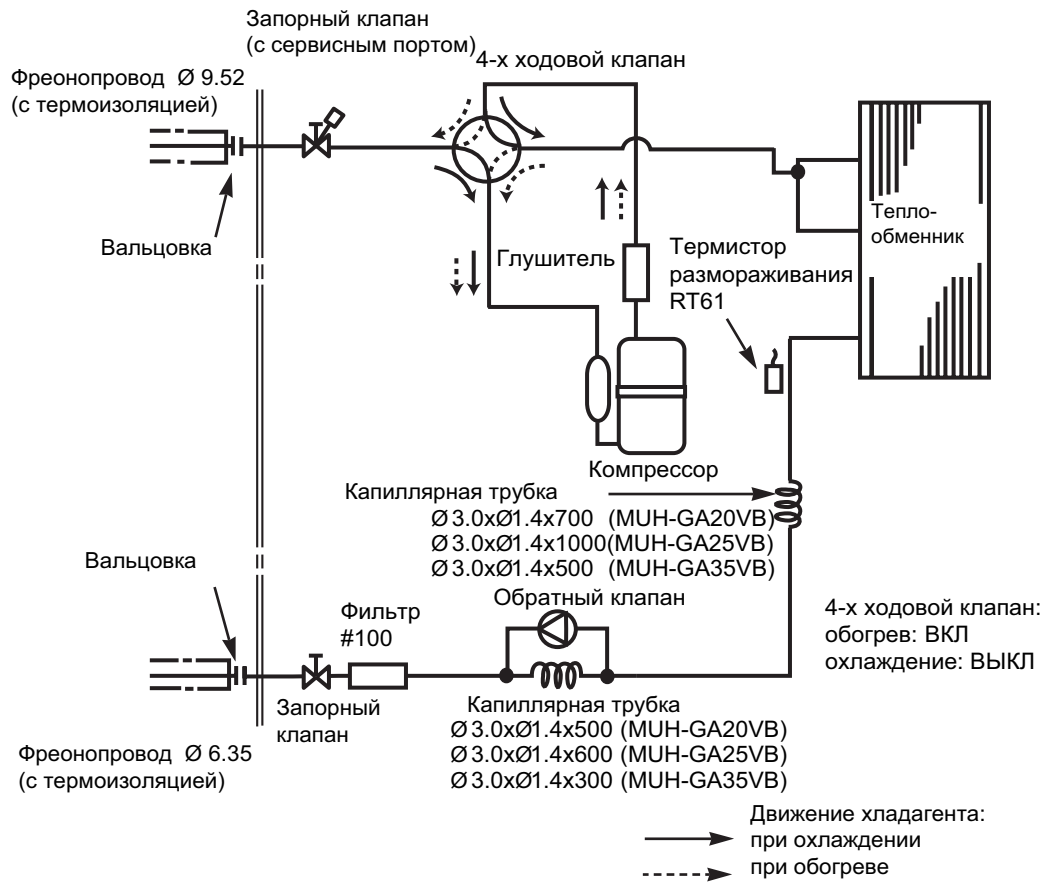 Запорный клапан
(с сервисным портом)
4-х ходовой клапан
Фреонопровод Ø 9.52
(с термоизоляцией)
Вальцовка
Глушитель
Термистор
размораживания
RT61
Тепло-
обменник
Компрессор
Капиллярная трубка
Ø3.0xØ1.4x700 (MUH-GA20VB)
Ø3.0xØ1.4x1000(MUH-GA25VB)
Ø3.0xØ1.4x500 (MUH-GA35VB)
Вальцовка
Фильтр
#100
Обратный клапан
4-х ходовой клапан:
обогрев: ВКЛ
охлаждение: ВЫКЛ
Запорный
клапан
Капиллярная трубка
Ø3.0xØ1.4x500 (MUH-GA20VB)
Ø3.0xØ1.4x600 (MUH-GA25VB)
Ø3.0xØ1.4x300 (MUH-GA35VB)
Фреонопровод Ø 6.35
(с термоизоляцией)
Движение хладагента:
при охлаждении
при обогреве